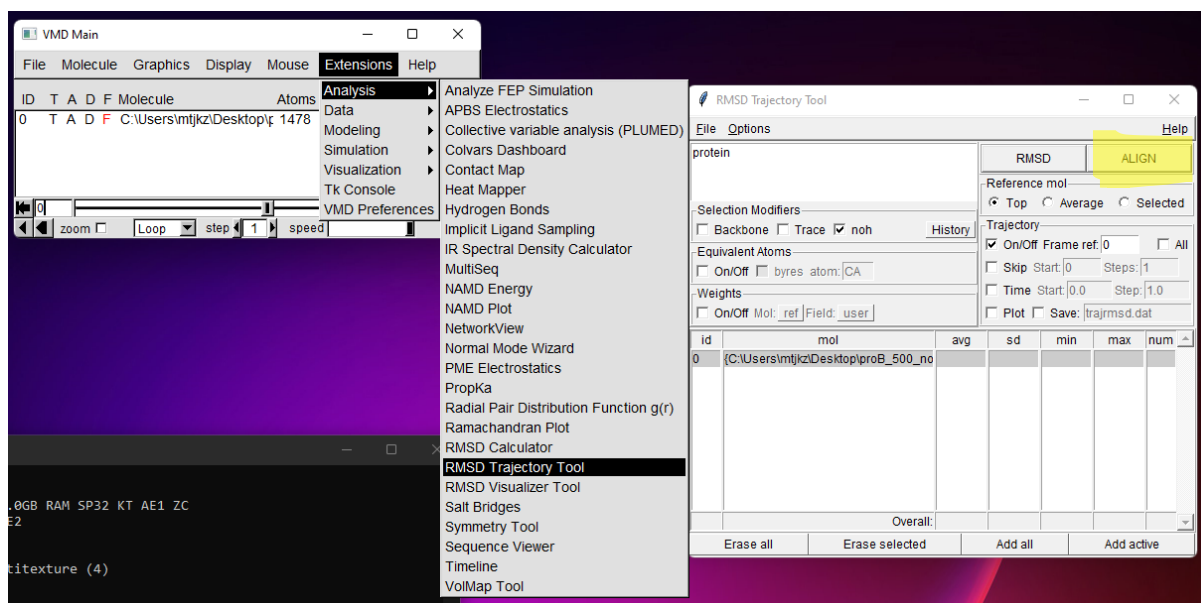 VMD Main
File Molecule Graphics Display Mouse Extensions Help
ID T A D F Molecule Atoms
0 T A D F C:\Users\mtjkz\Desktop\p 1478
0
zoom Loop step 1 speed
Analysis
Data
Modeling
Simulation
Visualization
Tk Console
VMD Preferences
Analyze FEP Simulation
APBS Electrostatics
Collective variable analysis (PLUMED)
Colvars Dashboard
Contact Map
Heat Mapper
Hydrogen Bonds
Implicit Ligand Sampling
IR Spectral Density Calculator
MultiSeq
NAMD Energy
NAMD Plot
NetworkView
Normal Mode Wizard
PME Electrostatics
PropKa
Radial Pair Distribution Function g(r)
Ramachandran Plot
RMSD Calculator
RMSD Trajectory Tool
RMSD Visualizer Tool
Salt Bridges
Symmetry Tool
Sequence Viewer
Timeline
VolMap Tool
RMSD Trajectory Tool
File Options Help
protein
RMSD ALIGN
Reference mol
Top Average Selected
Selection Modifiers
Backbone Trace noh History
Trajectory
On/Off Frame ref: 0 All
Equivalent Atoms
On/Off byres atom: CA
Skip Start: 0 Steps: 1
Time Start: 0.0 Step: 1.0
Weights
On/Off Mol: ref Field: user
Plot Save: trajrmsd.dat
id mol avg sd min max num
0 {C:\Users\mtjkz\Desktop\proB_500_no
Overall:
Erase all Erase selected Add all Add active
.0GB RAM SP32 KT AE1 ZC
E2
titexture (4)